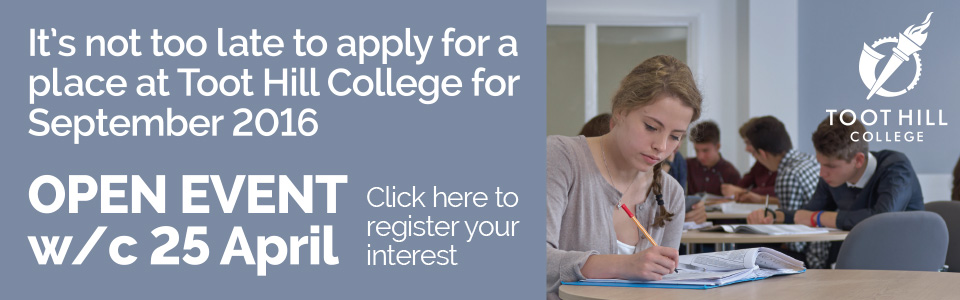 It's not too late to apply for a
place at Toot Hill College for
September 2016
OPEN EVENT
w/c 25 April
Click here to
register your
interest
TOOT HILL
COLLEGE